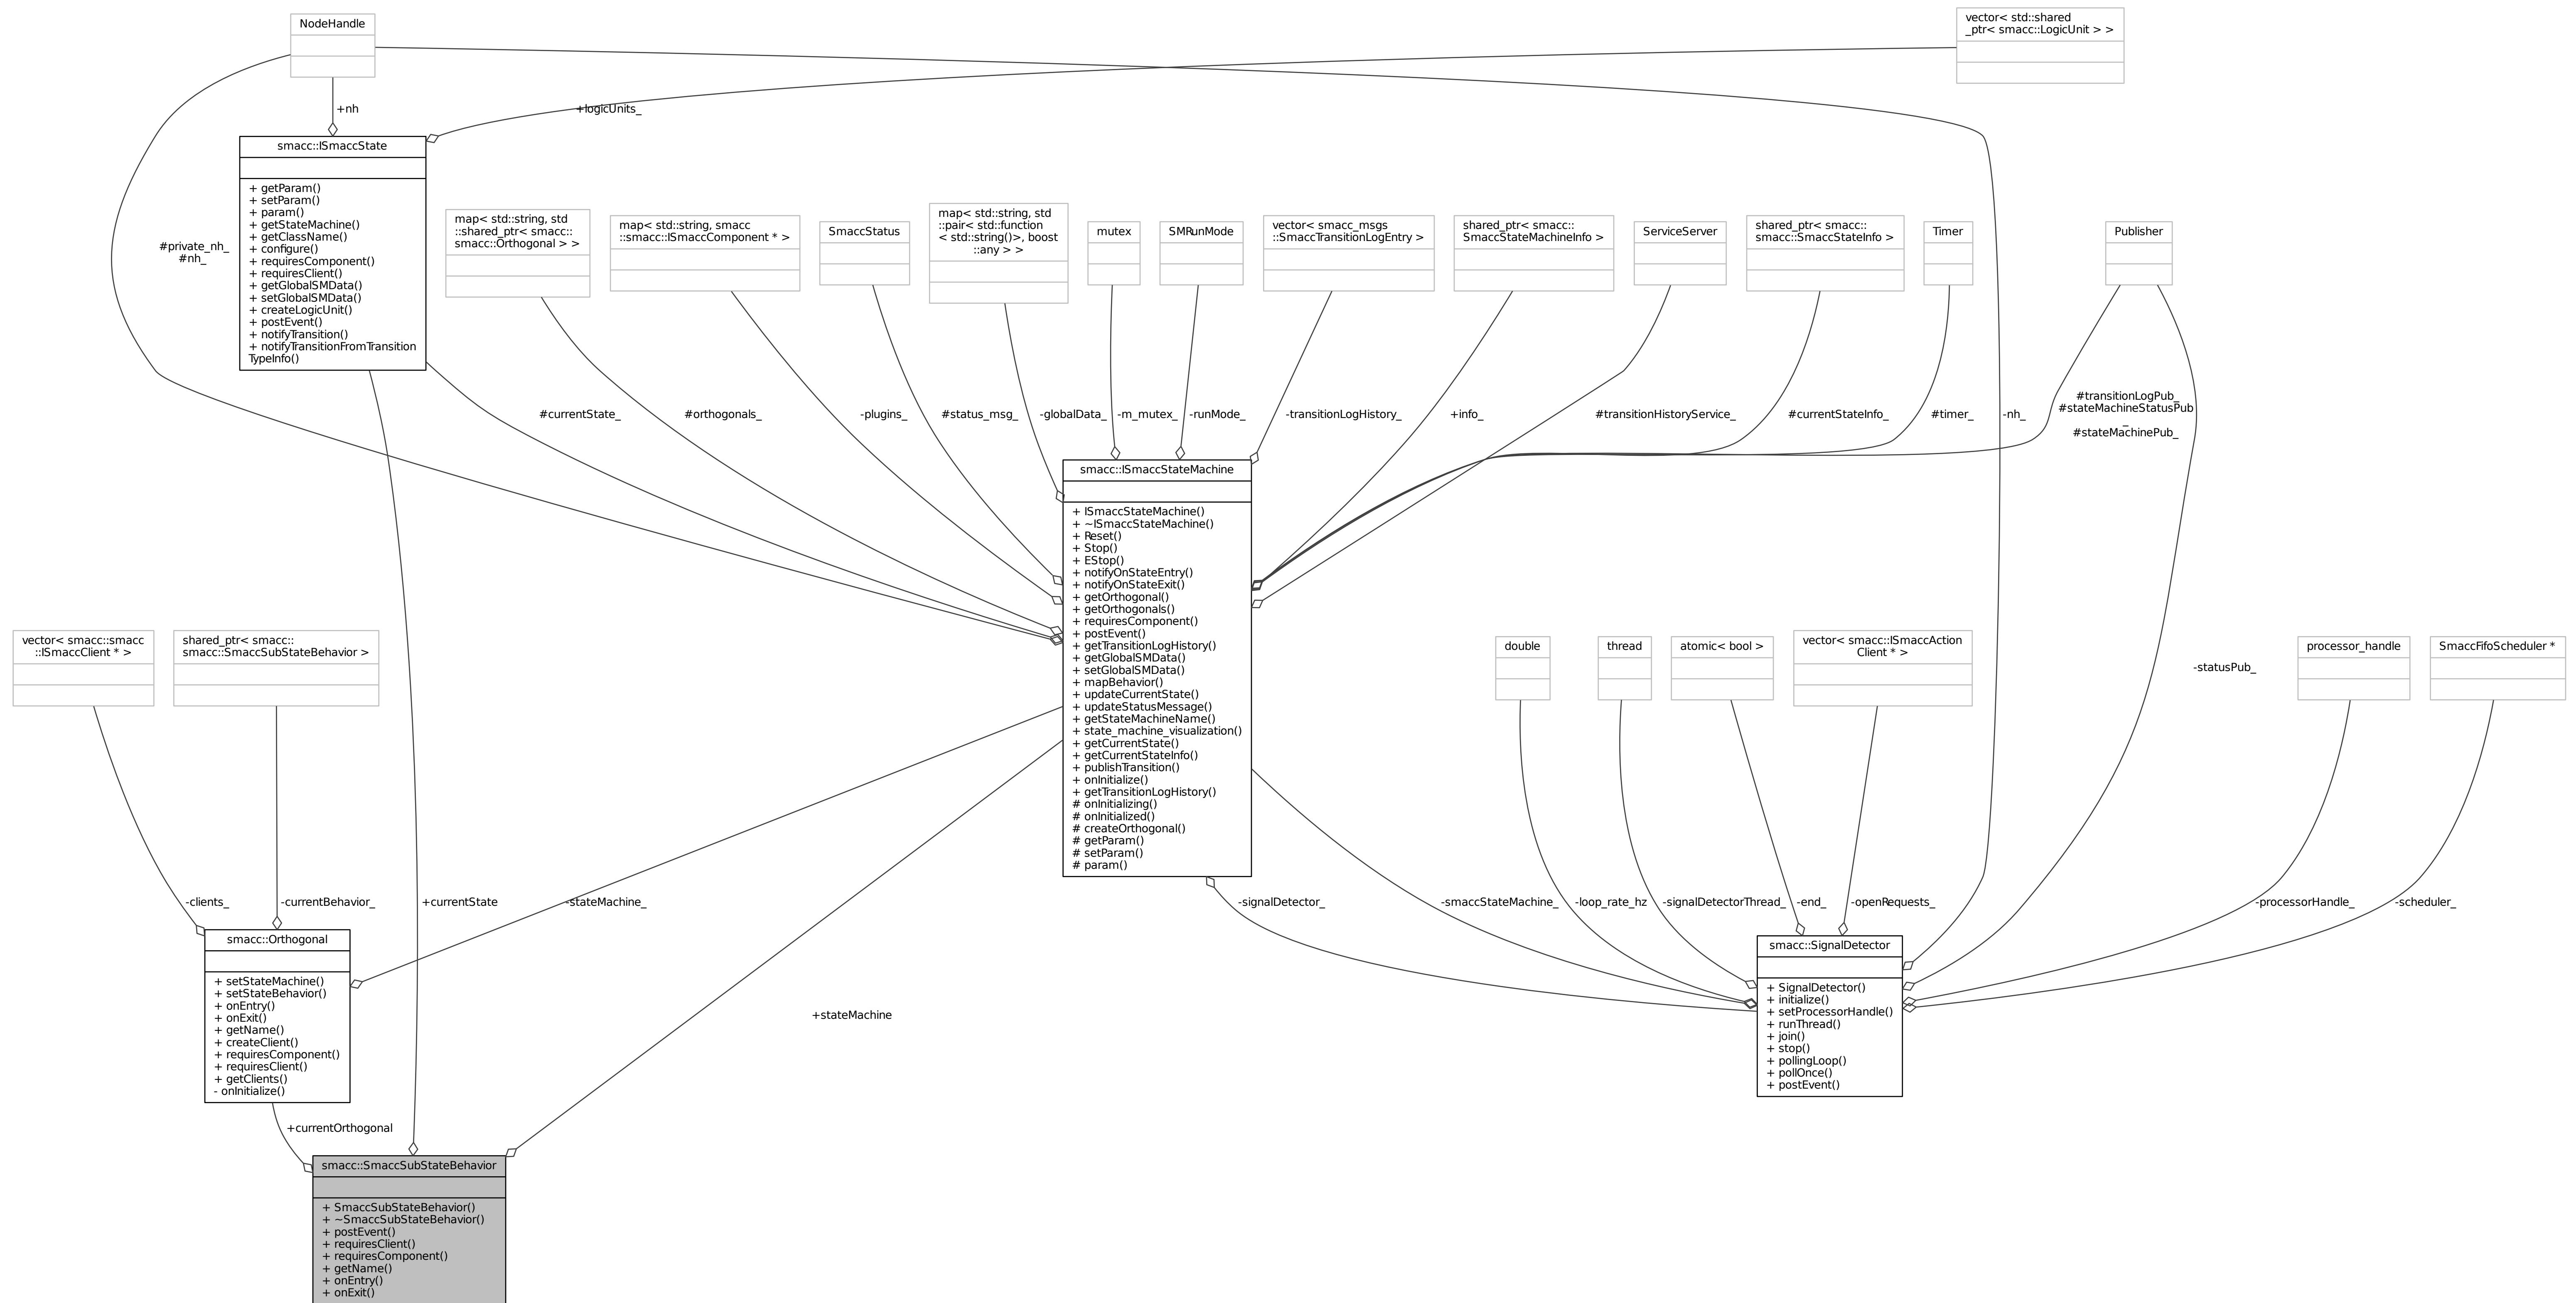 NodeHandle
vector< std::shared
_ptr< smacc::LogicUnit > >
+nh
+logicUnits_
smacc::ISmaccState
+ getParam()
+ setParam()
+ param()
+ getStateMachine()
+ getClassName()
+ configure()
+ requiresComponent()
+ requiresClient()
+ getGlobalSMData()
+ setGlobalSMData()
+ createLogicUnit()
+ postEvent()
+ notifyTransition()
+ notifyTransitionFromTransition
TypeInfo()
#private_nh_
#nh_
map< std::string, std
::shared_ptr< smacc::
smacc::Orthogonal > >
map< std::string, smacc
::smacc::ISmaccComponent * >
SmaccStatus
map< std::string, std
::pair< std::function
< std::string()>, boost
::any > >
mutex
SMRunMode
vector< smacc_msgs
::SmaccTransitionLogEntry >
shared_ptr< smacc::
SmaccStateMachineInfo >
ServiceServer
shared_ptr< smacc::
smacc::SmaccStateInfo >
Timer
Publisher
#currentState_
#orthogonals_
-plugins_
#status_msg_
-globalData_
-m_mutex_
-runMode_
-transitionLogHistory_
+info_
#transitionHistoryService_
#currentStateInfo_
#timer_
#transitionLogPub_
#stateMachineStatusPub
_
#stateMachinePub_
-nh_
smacc::ISmaccStateMachine
+ ISmaccStateMachine()
+ ~ISmaccStateMachine()
+ Reset()
+ Stop()
+ EStop()
+ notifyOnStateEntry()
+ notifyOnStateExit()
+ getOrthogonal()
+ getOrthogonals()
+ requiresComponent()
+ postEvent()
+ getTransitionLogHistory()
+ getGlobalSMData()
+ setGlobalSMData()
+ mapBehavior()
+ updateCurrentState()
+ updateStatusMessage()
+ getStateMachineName()
+ state_machine_visualization()
+ getCurrentState()
+ getCurrentStateInfo()
+ publishTransition()
+ onInitialize()
+ getTransitionLogHistory()
# onInitializing()
# onInitialized()
# createOrthogonal()
# getParam()
# setParam()
# param()
vector< smacc::smacc
::ISmaccClient * >
shared_ptr< smacc::
smacc::SmaccSubStateBehavior >
double
thread
atomic< bool >
vector< smacc::ISmaccAction
Client * >
-statusPub_
processor_handle
SmaccFifoScheduler *
-clients_
-currentBehavior_
+currentState
-stateMachine_
-signalDetector_
-smaccStateMachine_
-loop_rate_hz
-signalDetectorThread_
-end_
-openRequests_
-processorHandle_
-scheduler_
smacc::Orthogonal
+ setStateMachine()
+ setStateBehavior()
+ onEntry()
+ onExit()
+ getName()
+ createClient()
+ requiresComponent()
+ requiresClient()
+ getClients()
- onInitialize()
+stateMachine
smacc::SignalDetector
+ SignalDetector()
+ initialize()
+ setProcessorHandle()
+ runThread()
+ join()
+ stop()
+ pollingLoop()
+ pollOnce()
+ postEvent()
+currentOrthogonal
smacc::SmaccSubStateBehavior
+ SmaccSubStateBehavior()
+ ~SmaccSubStateBehavior()
+ postEvent()
+ requiresClient()
+ requiresComponent()
+ getName()
+ onEntry()
+ onExit()